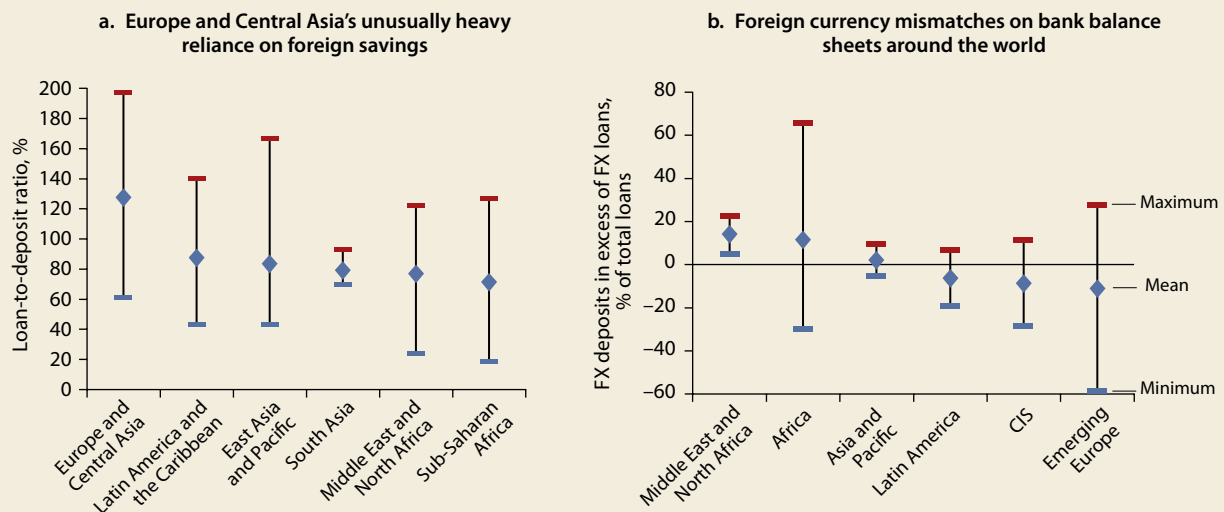 a. Europe and Central Asia's unusually heavy
reliance on foreign savings
Loan-to-deposit ratio, %
200
180
160
140
120
100
80
60
40
20
0
Europe and
Central Asia
Latin America and
the Caribbean
East Asia
and Pacific
South Asia
Middle East and
North Africa
Sub-Saharan
Africa
b. Foreign currency mismatches on bank balance
sheets around the world
FX deposits in excess of FX loans,
% of total loans
80
60
40
20
0
–20
–40
–60
Maximum
Mean
Minimum
Middle East and
North Africa
Africa
Asia and
Pacific
Latin America
CIS
Emerging
Europe